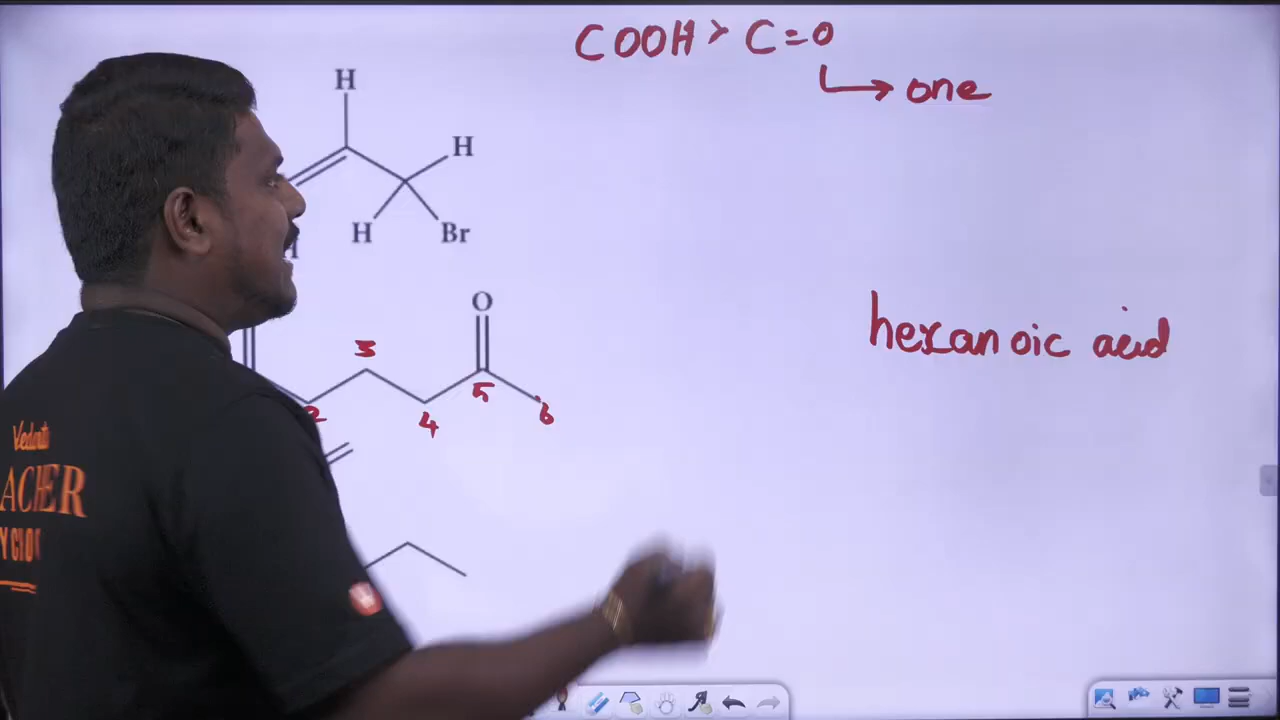 COOH > C=O
→ one
H
H
H
Br
O
3
5
2
4
6
hexanoic acid
Vedantu
ACHER